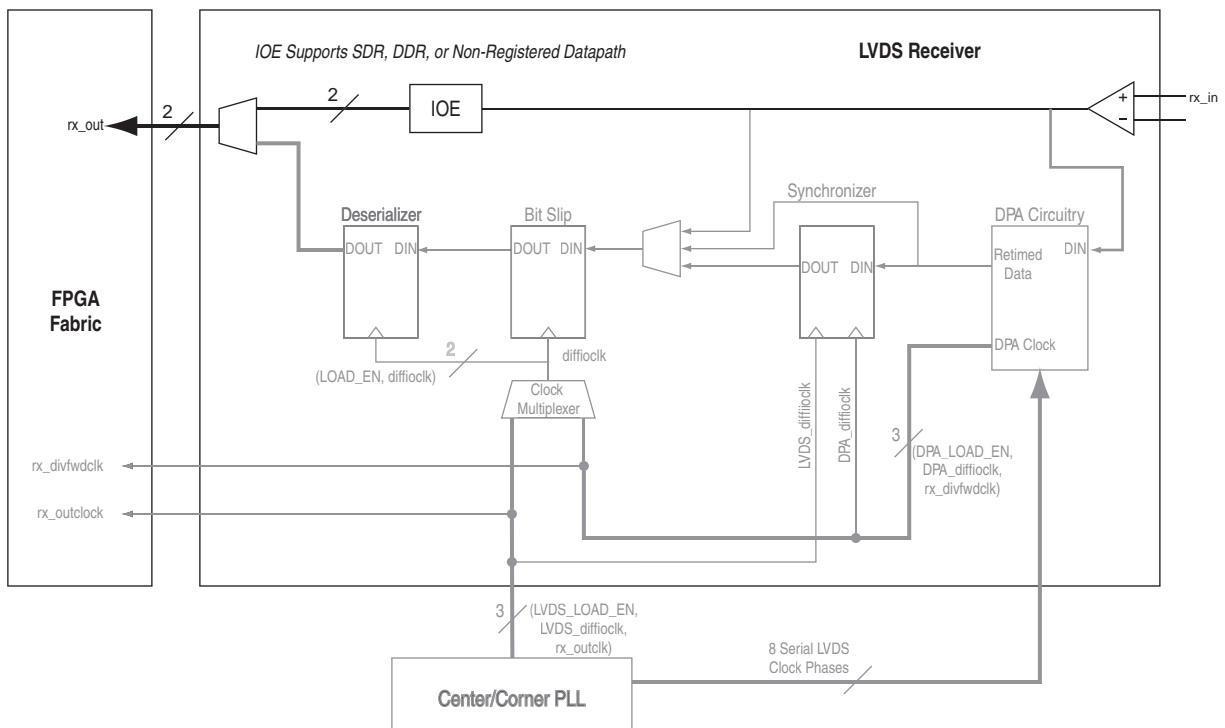 IOE Supports SDR, DDR, or Non-Registered Datapath
LVDS Receiver
2
2
IOE
+
−
rx_in
rx_out
Synchronizer
Deserializer
Bit Slip
DPA Circuitry
DOUT DIN
DOUT DIN
DOUT DIN
Retimed
Data
DIN
FPGA
Fabric
2
diffioclk
DPA Clock
(LOAD_EN, diffioclk)
Clock
Multiplexer
LVDS_diffiioclk
DPA_diffioclk
3
(DPA_LOAD_EN,
DPA_diffioclk,
rx_divfwdclk)
rx_divfwdclk
rx_outclock
3
(LVDS_LOAD_EN,
LVDS_diffioclk,
rx_outclk)
8 Serial LVDS
Clock Phases
Center/Corner PLL